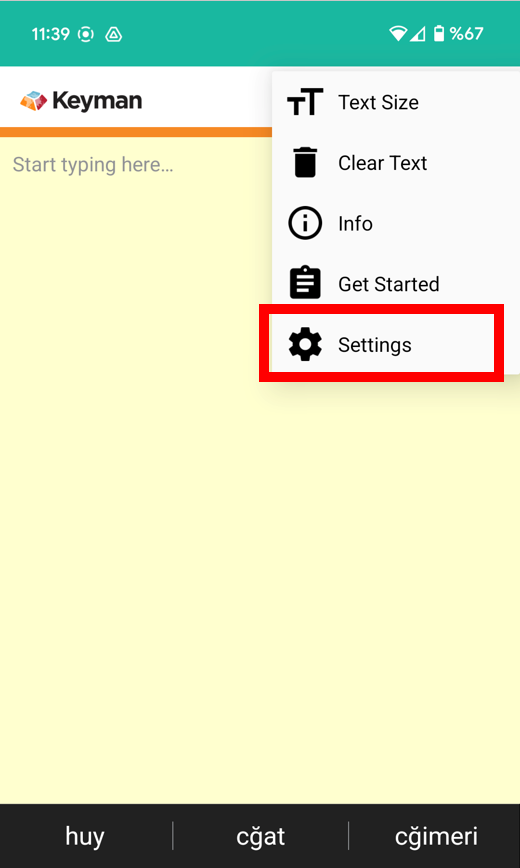 11:39 %67
Keyman
Text Size
Start typing here...
Clear Text
Info
Get Started
Settings
huy cğat cğimeri